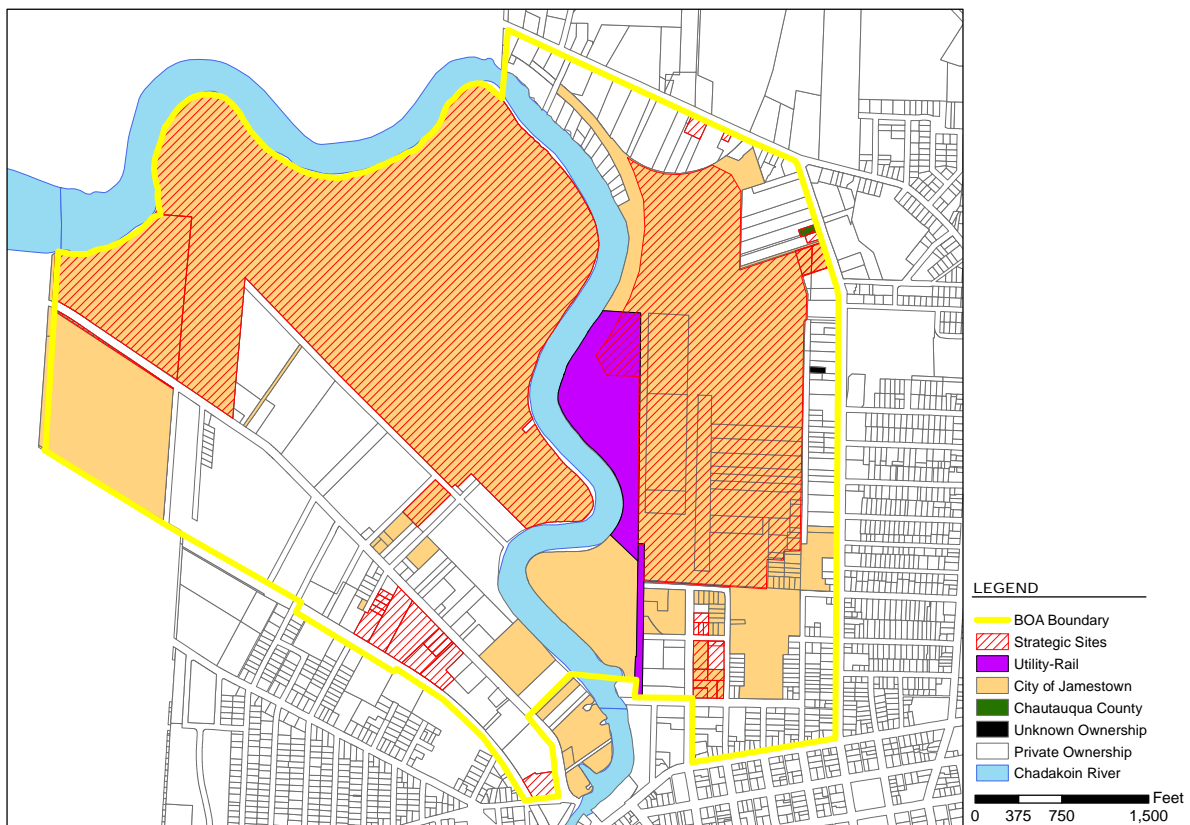 LEGEND
BOA Boundary
Strategic Sites
Utility-Rail
City of Jamestown
Chautauqua County
Unknown Ownership
Private Ownership
Chadakoin River
Feet
0 375 750 1,500